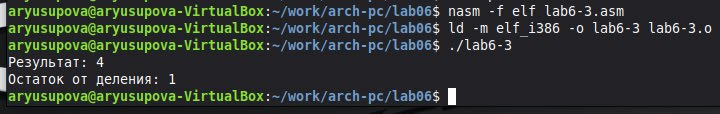 aryusupova@aryusupova-VirtualBox:~/work/arch-pc/lab06$ nasm -f elf lab6-3.asm
aryusupova@aryusupova-VirtualBox:~/work/arch-pc/lab06$ ld -m elf_i386 -o lab6-3 lab6-3.o
aryusupova@aryusupova-VirtualBox:~/work/arch-pc/lab06$ ./lab6-3
Результат: 4
Остаток от деления: 1
aryusupova@aryusupova-VirtualBox:~/work/arch-pc/lab06$